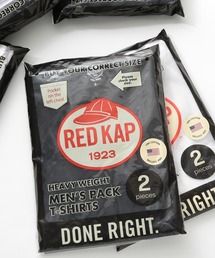 BUY YOUR CORRECT SIZE
Pocket
on the
left chest
Please
check your
size.
RED KAP
1923
HEAVY WEIGHT
MEN'S PACK
T-SHIRTS
2
pieces
DONE RIGHT.
2
pieces
RIGHT.